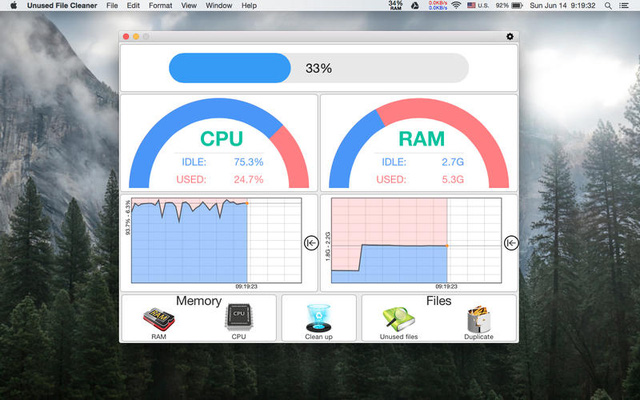 Unused File Cleaner File Edit Format View Window Help 34% RAM 0.0KB/s 0.0KB/s U.S. 92% Sun Jun 14 9:19:32
33%
CPU
IDLE: 75.3%
USED: 24.7%
RAM
IDLE: 2.7G
USED: 5.3G
93.7% - 6.3%
09:19:23
1.8G - 2.2G
09:19:23
Memory
RAM
CPU
Clean up
Files
Unused files
Duplicate